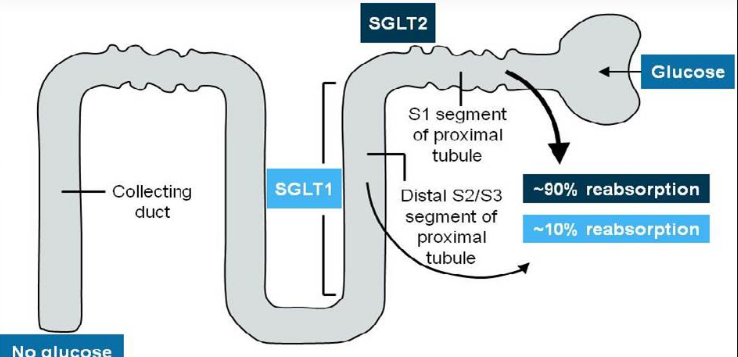 SGLT2
Glucose
S1 segment
of proximal
tubule
~90% reabsorption
SGLT1
Collecting
duct
Distal S2/S3
segment of
proximal
tubule
~10% reabsorption
No glucose